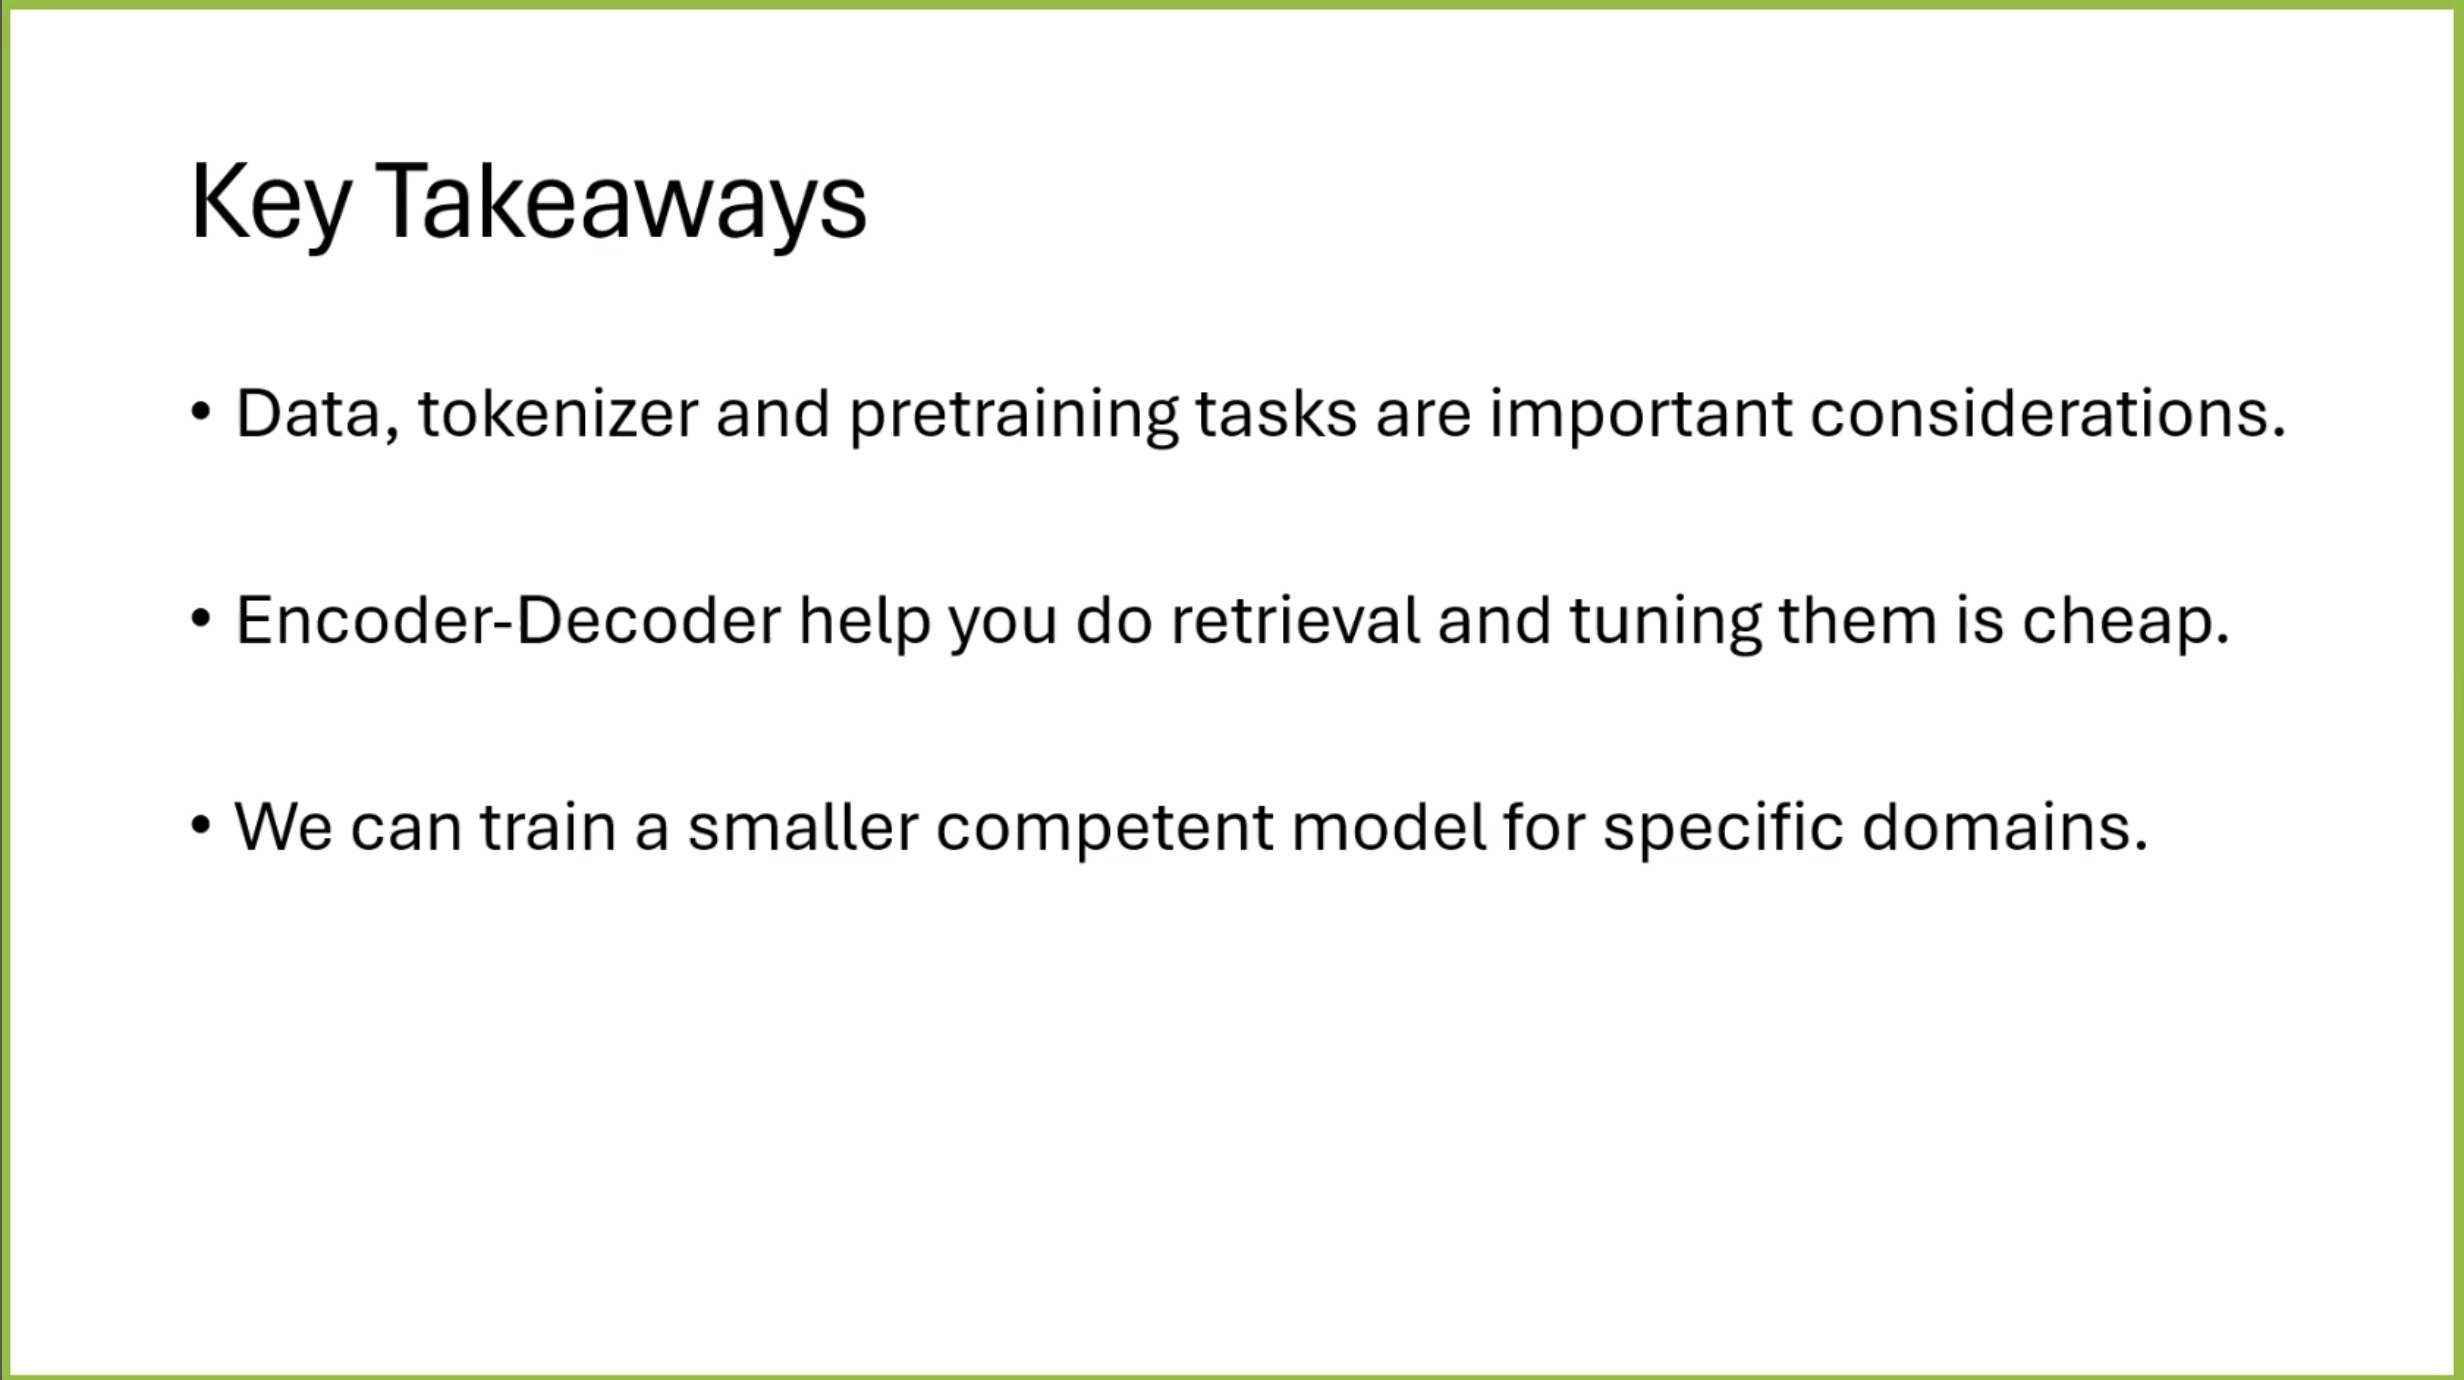 Key Takeaways
• Data, tokenizer and pretraining tasks are important considerations.
• Encoder-Decoder help you do retrieval and tuning them is cheap.
• We can train a smaller competent model for specific domains.